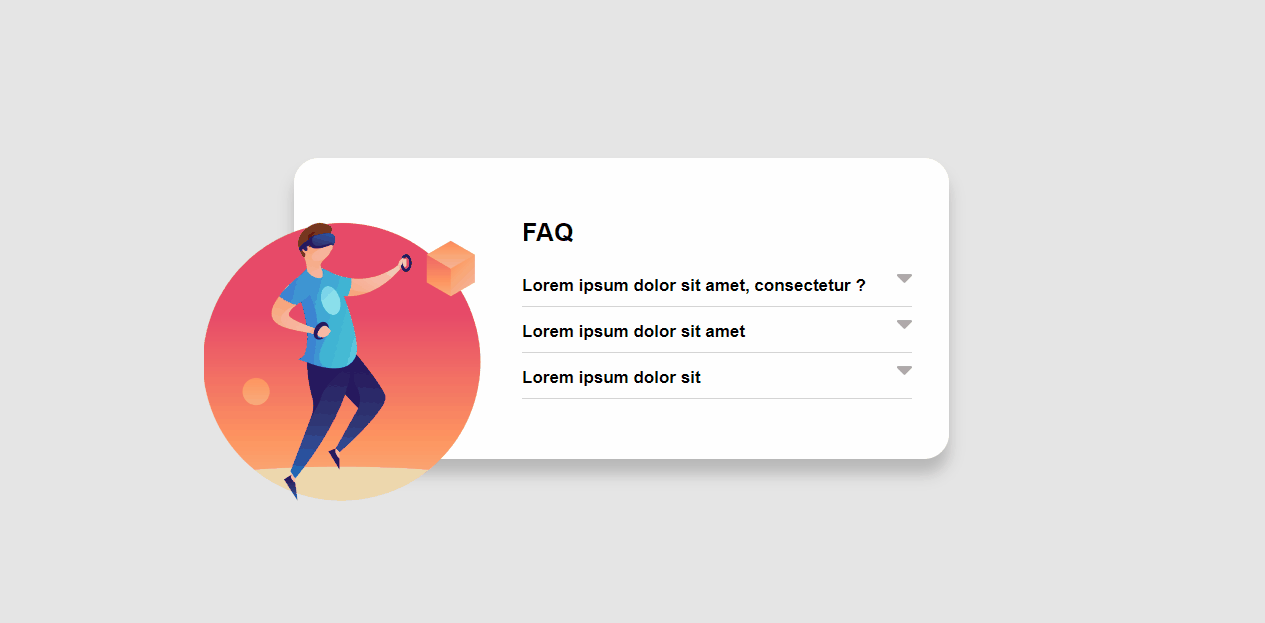 FAQ
Lorem ipsum dolor sit amet, consectetur ?
Lorem ipsum dolor sit amet
Lorem ipsum dolor sit